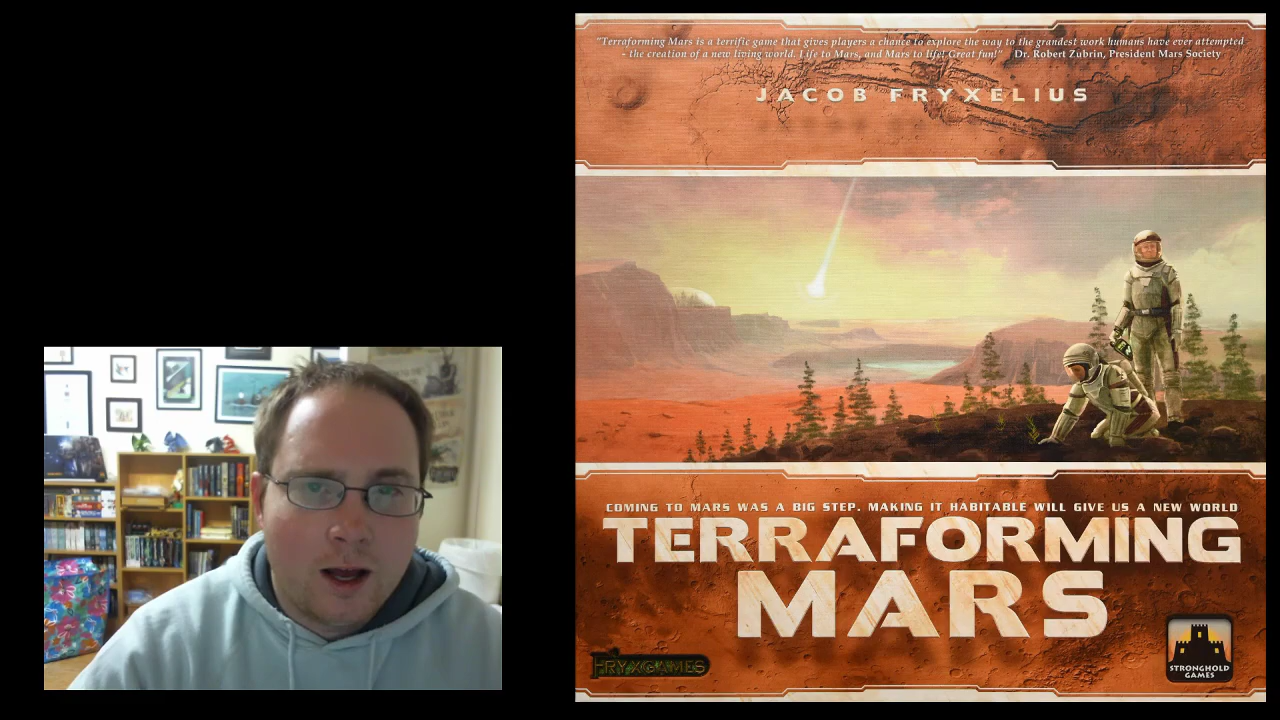 "Terraforming Mars is a terrific game that gives players a chance to explore the way to the grandest work humans have ever attempted
- the creation of a new living world. Life to Mars, and Mars to life! Great fun!" Dr. Robert Zubrin, President Mars Society
JACOB FRYXELIUS
COMING TO MARS WAS A BIG STEP. MAKING IT HABITABLE WILL GIVE US A NEW WORLD
TERRAFORMING
MARS
FRYXGAMES
STRONGHOLD
GAMES